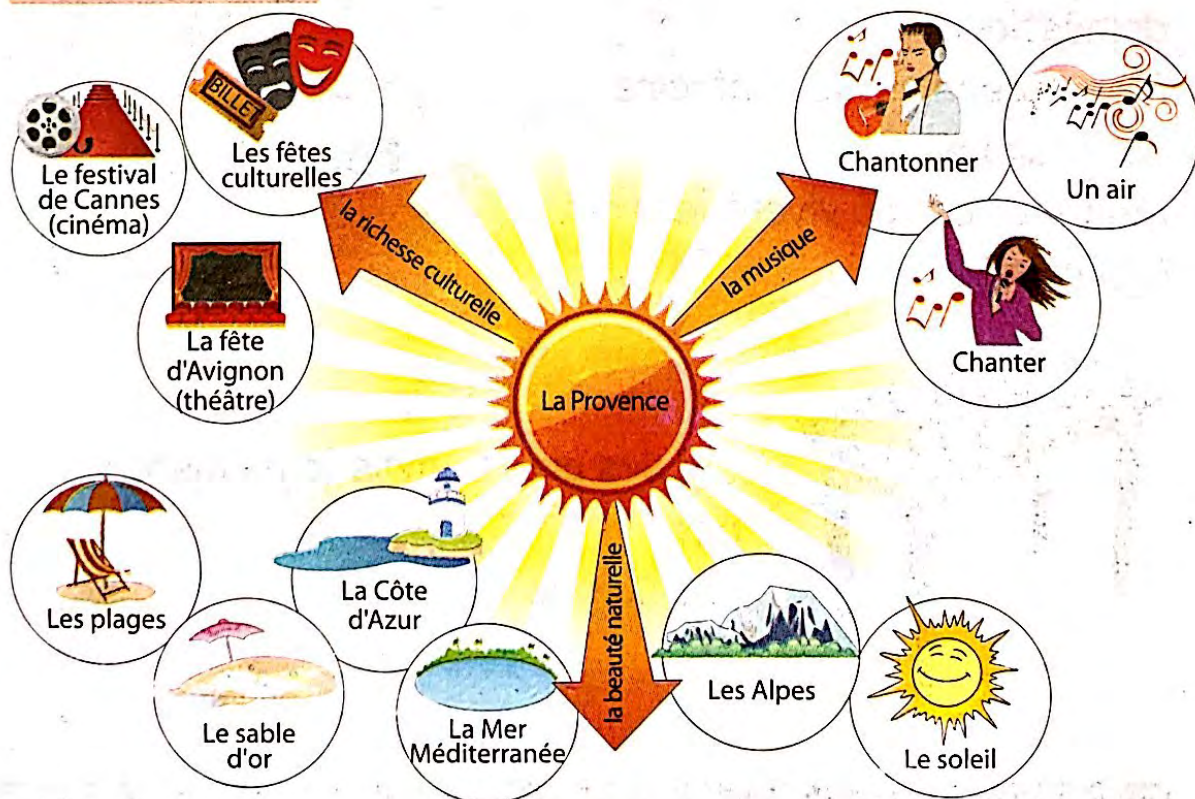 BILLET
Les fêtes
culturelles
Le festival
de Cannes
(cinéma)
La fête
d'Avignon
(théâtre)
la richesse culturelle
la musique
Chantonner
Un air
Chanter
La Provence
Les plages
La Côte
d'Azur
Le sable
d'or
La Mer
Méditerranée
la beauté naturelle
Les Alpes
Le soleil